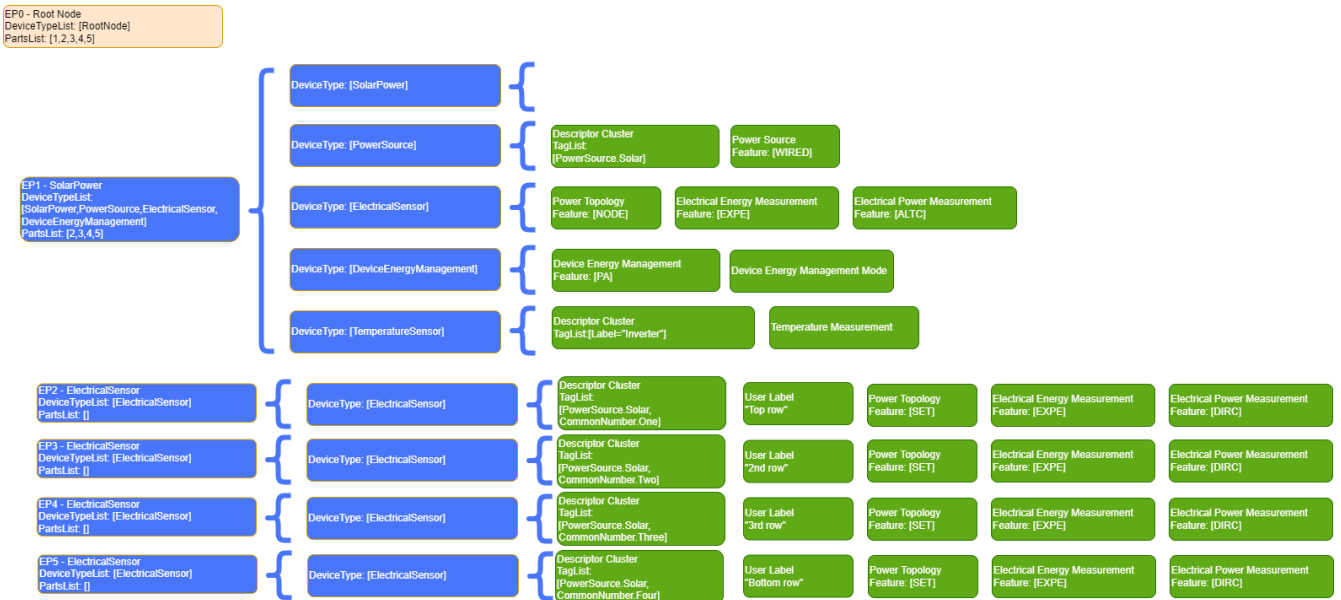 EP0 - Root Node
DeviceTypeList: [RootNode]
PartsList: [1,2,3,4,5]
EP1 - SolarPower
DeviceTypeList:
[SolarPower,PowerSource,ElectricalSensor,
DeviceEnergyManagement]
PartsList: [2,3,4,5]
DeviceType: [SolarPower]
DeviceType: [PowerSource]
Descriptor Cluster
TagList:
[PowerSource.Solar]
Power Source
Feature: [WIRED]
DeviceType: [ElectricalSensor]
Power Topology
Feature: [NODE]
Electrical Energy Measurement
Feature: [EXPE]
Electrical Power Measurement
Feature: [ALTC]
DeviceType: [DeviceEnergyManagement]
Device Energy Management
Feature: [PA]
Device Energy Management Mode
DeviceType: [TemperatureSensor]
Descriptor Cluster
TagList:[Label="Inverter"]
Temperature Measurement
EP2 - ElectricalSensor
DeviceTypeList: [ElectricalSensor]
PartsList: []
DeviceType: [ElectricalSensor]
Descriptor Cluster
TagList:
[PowerSource.Solar,
CommonNumber.One]
User Label
"Top row"
Power Topology
Feature: [SET]
Electrical Energy Measurement
Feature: [EXPE]
Electrical Power Measurement
Feature: [DIRC]
EP3 - ElectricalSensor
DeviceTypeList: [ElectricalSensor]
PartsList: []
DeviceType: [ElectricalSensor]
Descriptor Cluster
TagList:
[PowerSource.Solar,
CommonNumber.Two]
User Label
"2nd row"
Power Topology
Feature: [SET]
Electrical Energy Measurement
Feature: [EXPE]
Electrical Power Measurement
Feature: [DIRC]
EP4 - ElectricalSensor
DeviceTypeList: [ElectricalSensor]
PartsList: []
DeviceType: [ElectricalSensor]
Descriptor Cluster
TagList:
[PowerSource.Solar,
CommonNumber.Three]
User Label
"3rd row"
Power Topology
Feature: [SET]
Electrical Energy Measurement
Feature: [EXPE]
Electrical Power Measurement
Feature: [DIRC]
EP5 - ElectricalSensor
DeviceTypeList: [ElectricalSensor]
PartsList: []
DeviceType: [ElectricalSensor]
Descriptor Cluster
TagList:
[PowerSource.Solar,
CommonNumber.Four]
User Label
"Bottom row"
Power Topology
Feature: [SET]
Electrical Energy Measurement
Feature: [EXPE]
Electrical Power Measurement
Feature: [DIRC]